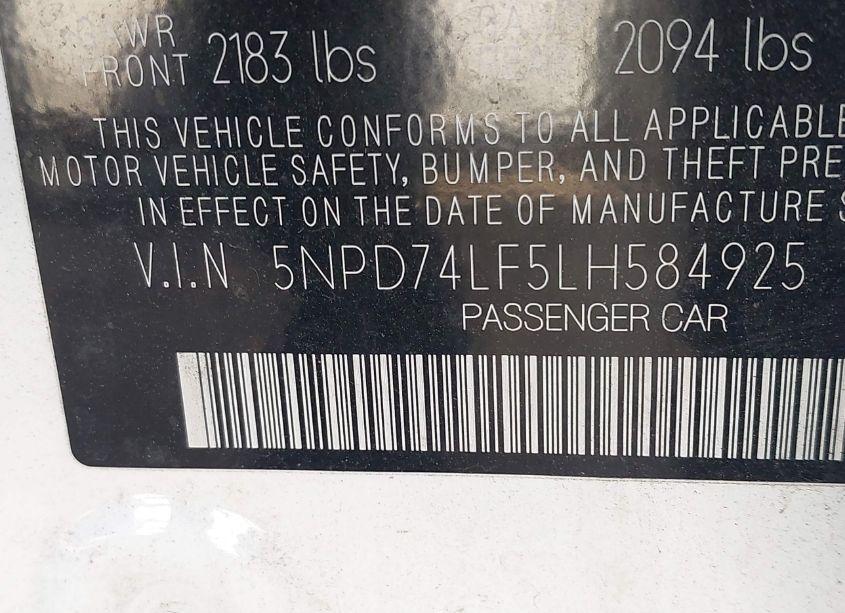 GAWR
FRONT 2183 lbs 2094 lbs
THIS VEHICLE CONFORMS TO ALL APPLICABLE
MOTOR VEHICLE SAFETY, BUMPER, AND THEFT PRE
IN EFFECT ON THE DATE OF MANUFACTURE S
V.I.N 5NPD74LF5LH584925
PASSENGER CAR